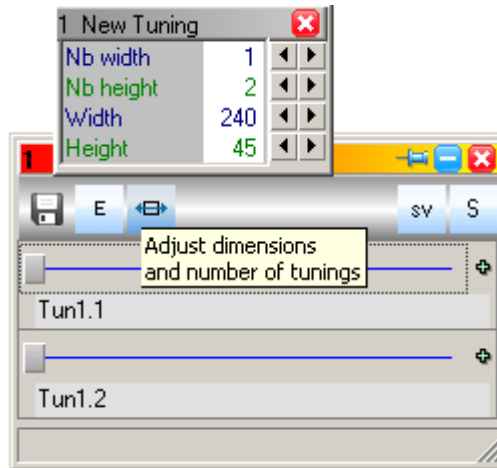 1 New Tuning
Nb width 1
Nb height 2
Width 240
Height 45
1
E sv S
Adjust dimensions
and number of tunings
Tun1.1
Tun1.2